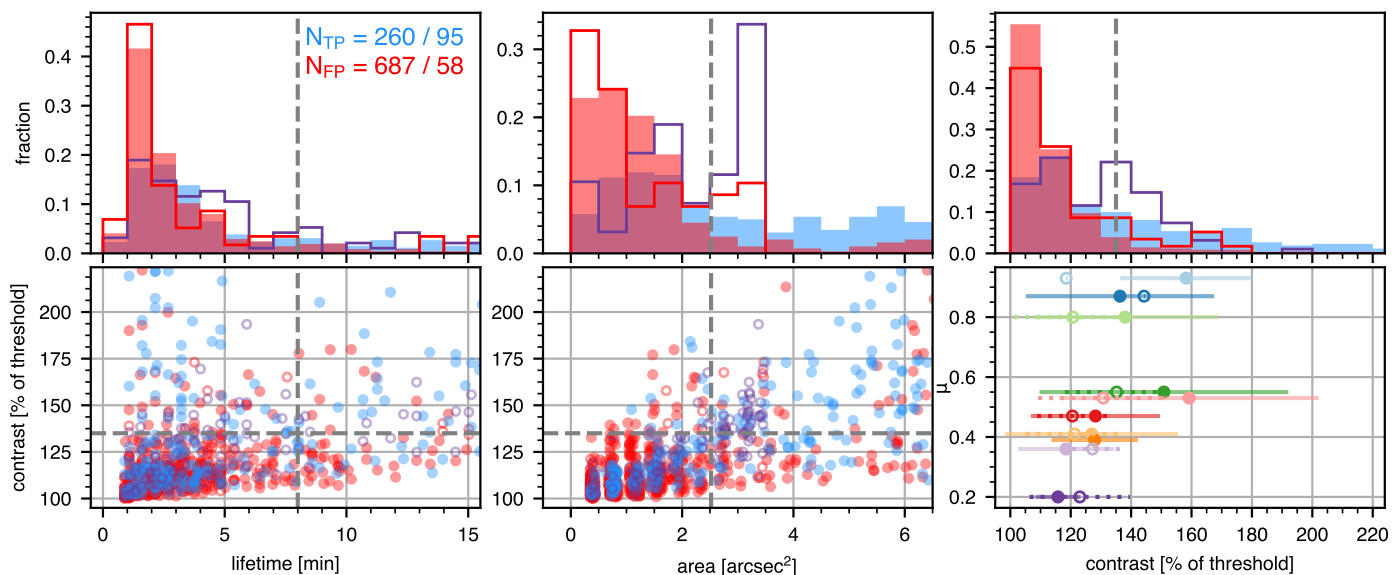 fraction
0.0
0.1
0.2
0.3
0.4
N_TP = 260 / 95
N_FP = 687 / 58
0.0
0.1
0.2
0.3
0.0
0.1
0.2
0.3
0.4
0.5
contrast [% of threshold]
100
125
150
175
200
0 5 10 15
lifetime [min]
100
125
150
175
200
0 2 4 6
area [arcsec²]
μ
0.2
0.4
0.6
0.8
100 120 140 160 180 200 220
contrast [% of threshold]